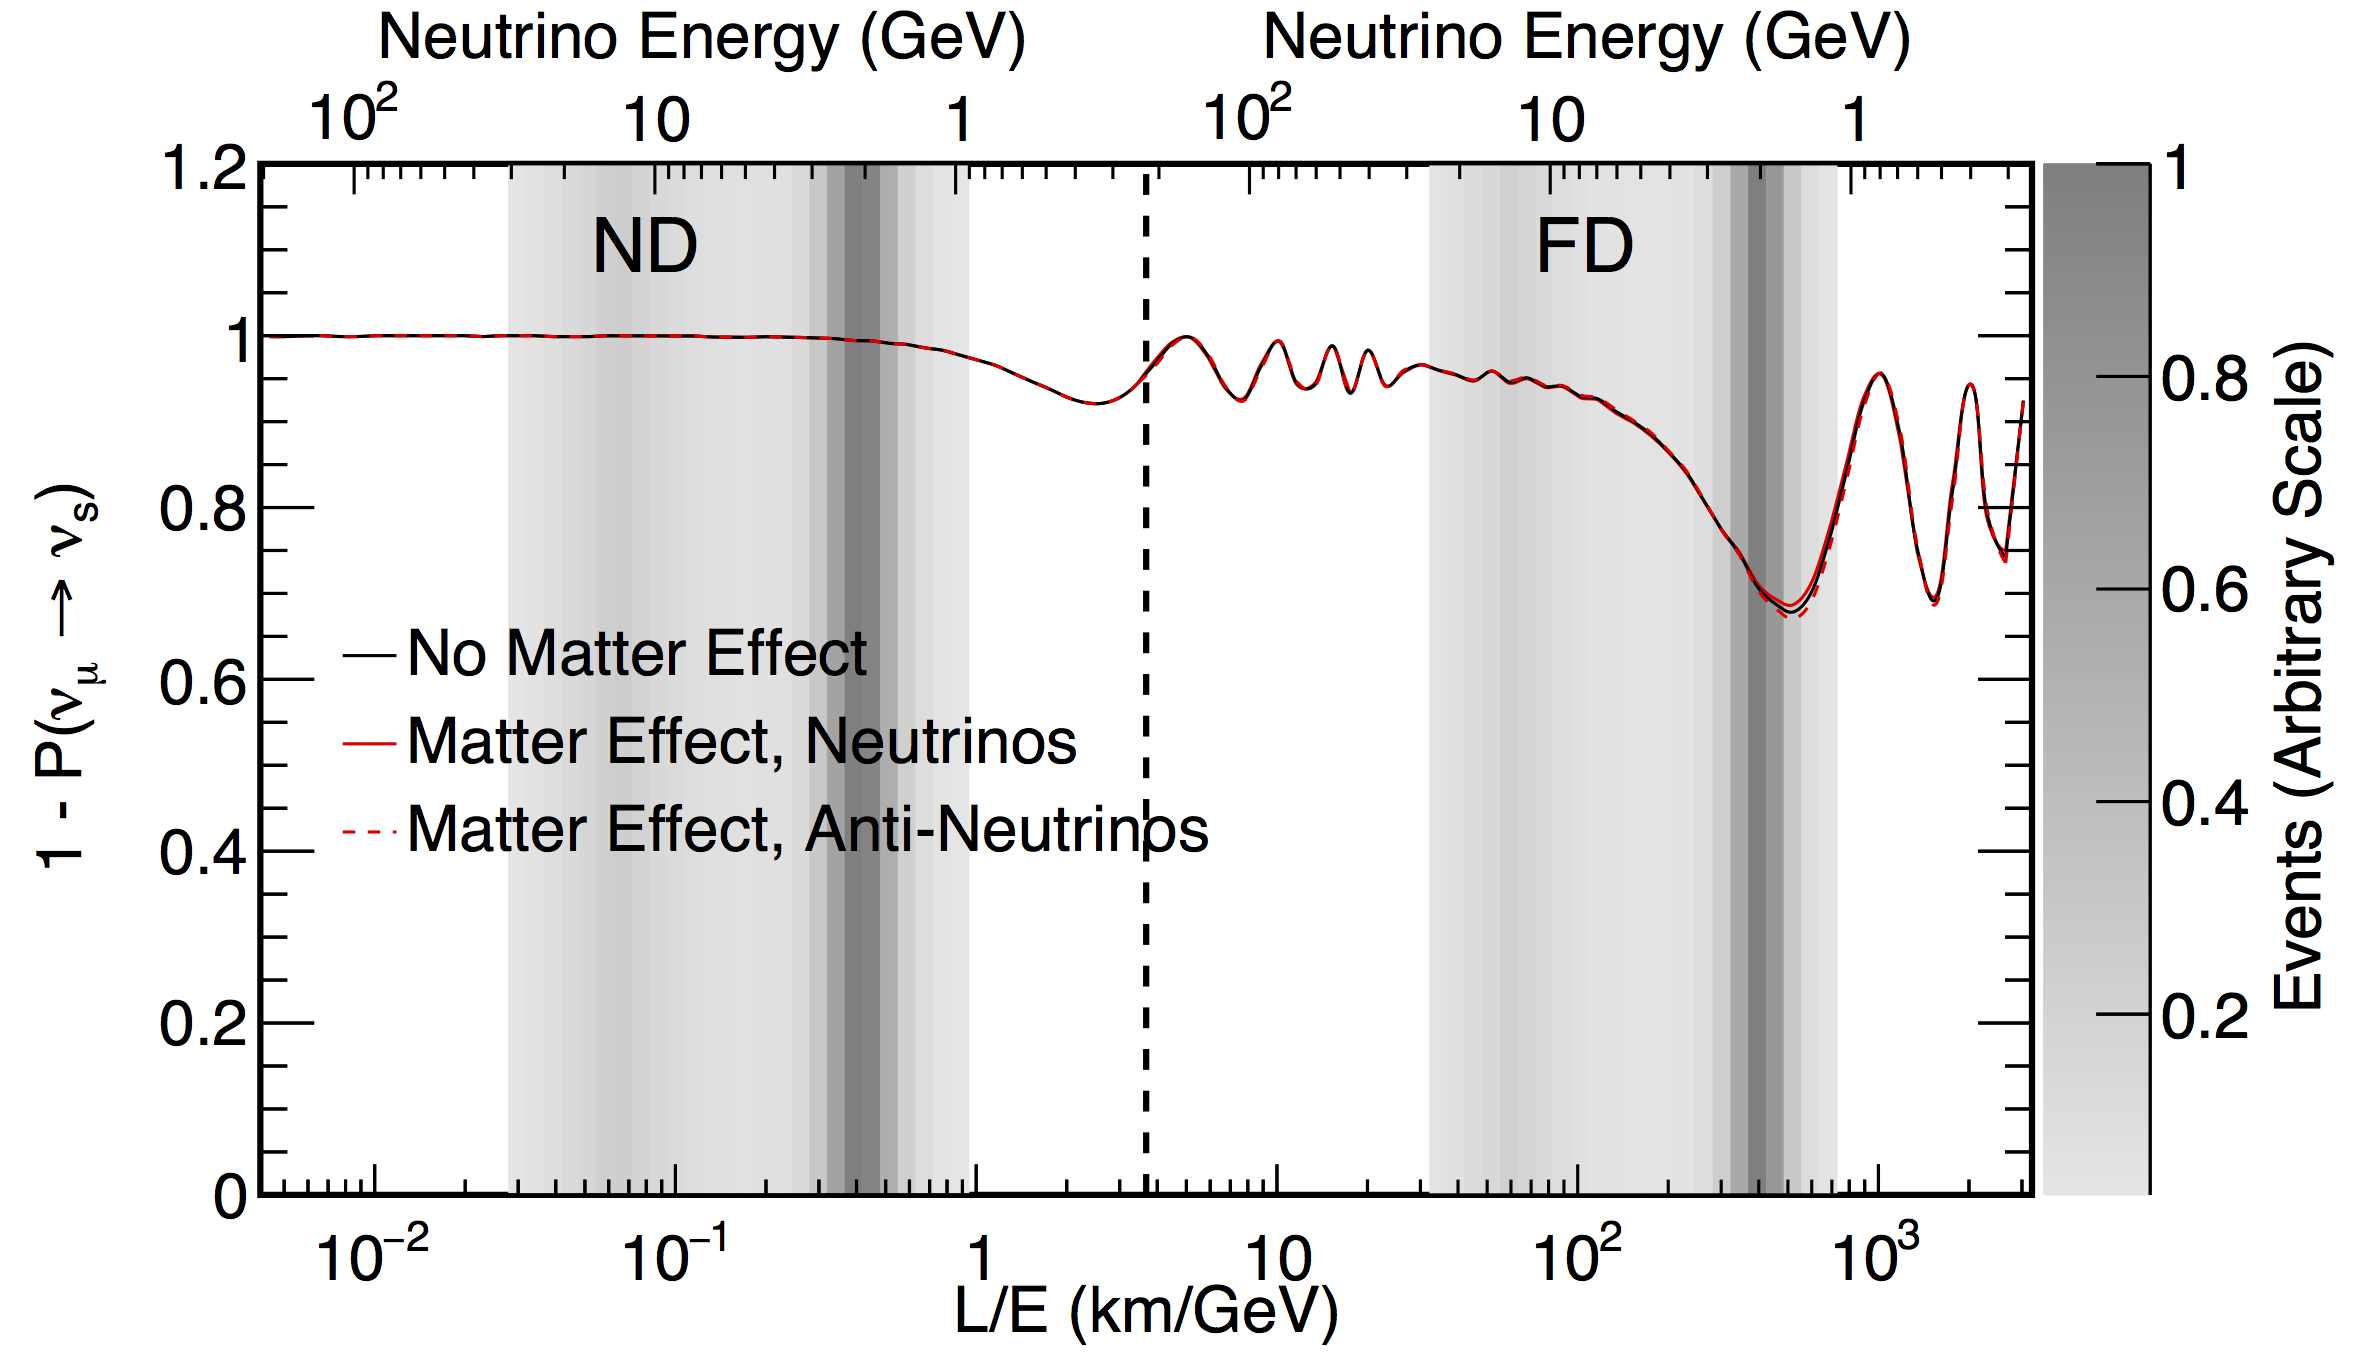 Neutrino Energy (GeV) Neutrino Energy (GeV)
10² 10 1 10² 10 1
1.2
1
0.8
0.6
0.4
0.2
0
1 - P(νμ → νs)
ND
FD
No Matter Effect
Matter Effect, Neutrinos
Matter Effect, Anti-Neutrinos
10⁻² 10⁻¹ 1 10 10² 10³
L/E (km/GeV)
1
0.8
0.6
0.4
0.2
Events (Arbitrary Scale)